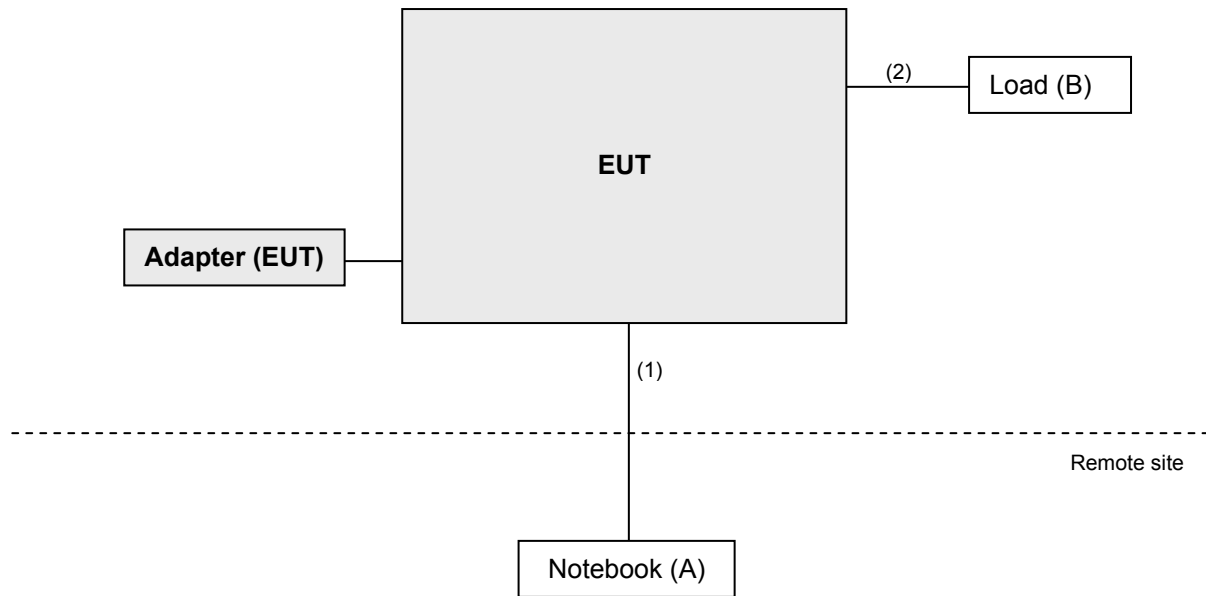 (2)
Load (B)
EUT
Adapter (EUT)
(1)
Remote site
Notebook (A)